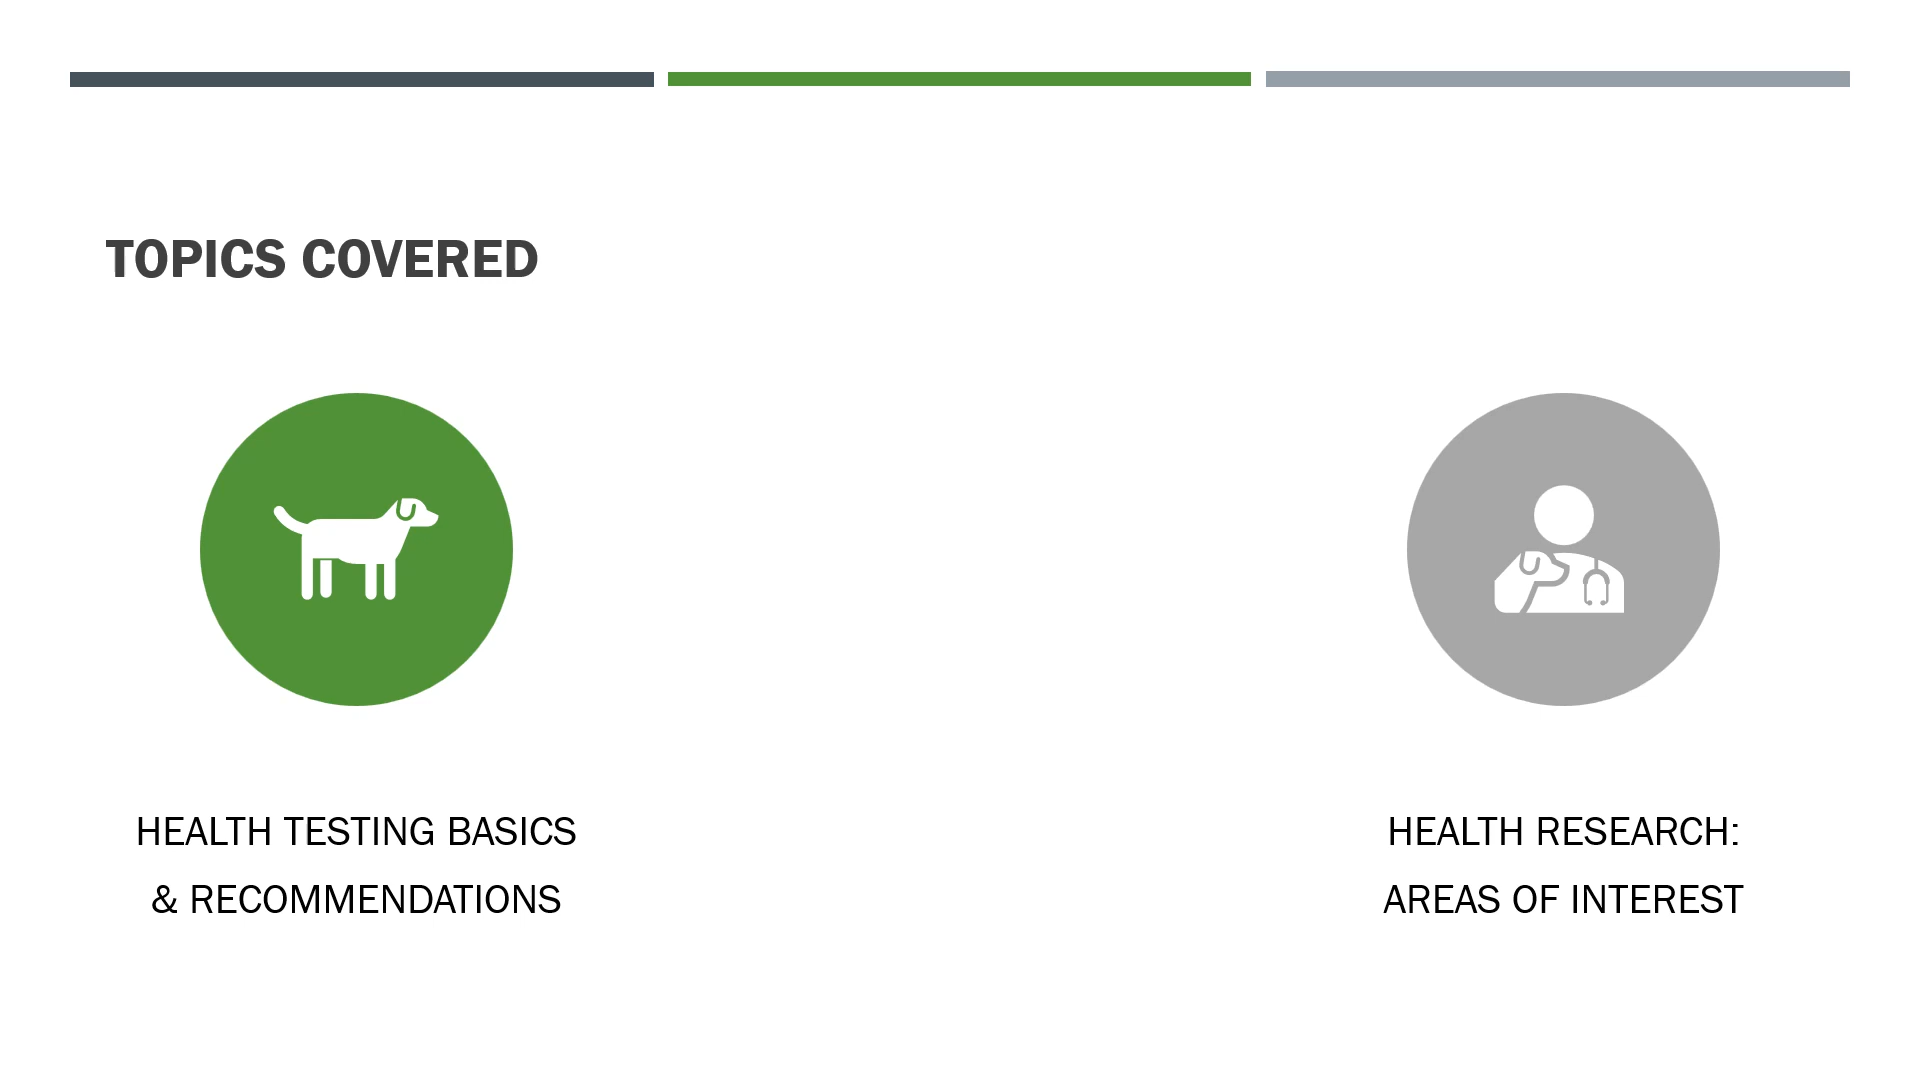 TOPICS COVERED
HEALTH TESTING BASICS
& RECOMMENDATIONS
HEALTH RESEARCH:
AREAS OF INTEREST